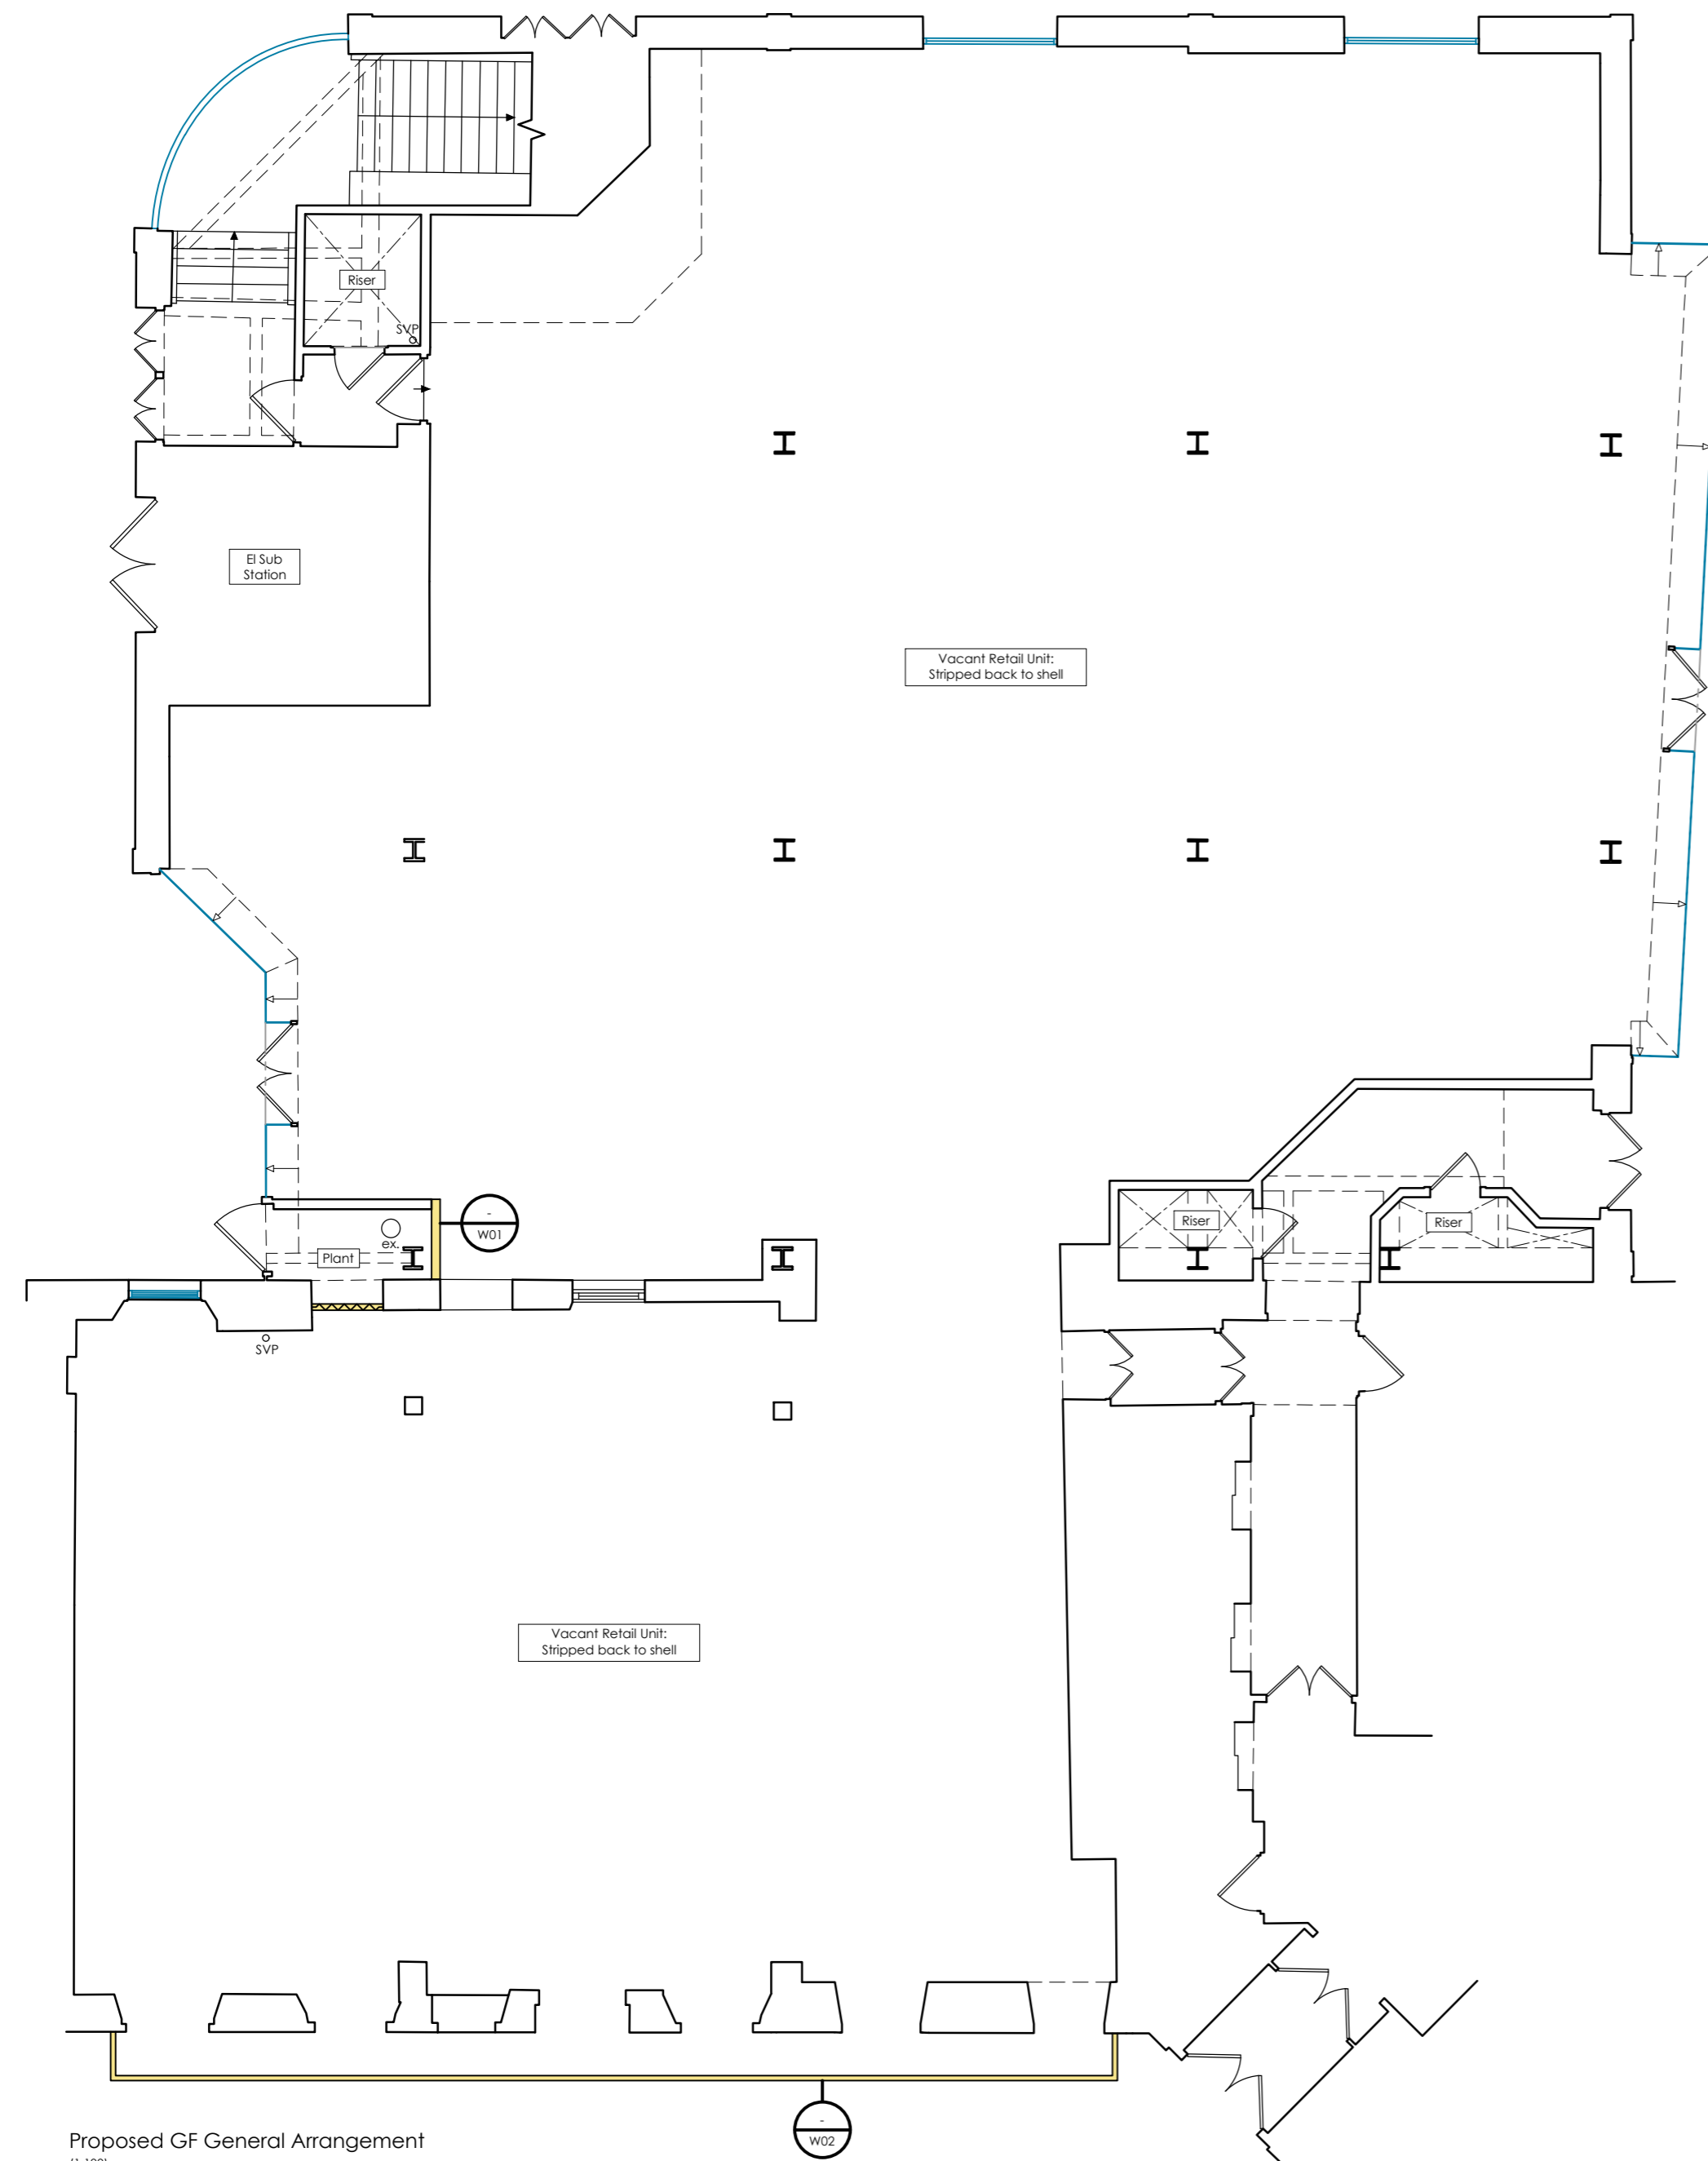 Riser
SVP
El Sub
Station
Vacant Retail Unit:
Stripped back to shell
-
W01
ex.
Plant
Riser
Riser
SVP
Vacant Retail Unit:
Stripped back to shell
-
W02
Proposed GF General Arrangement